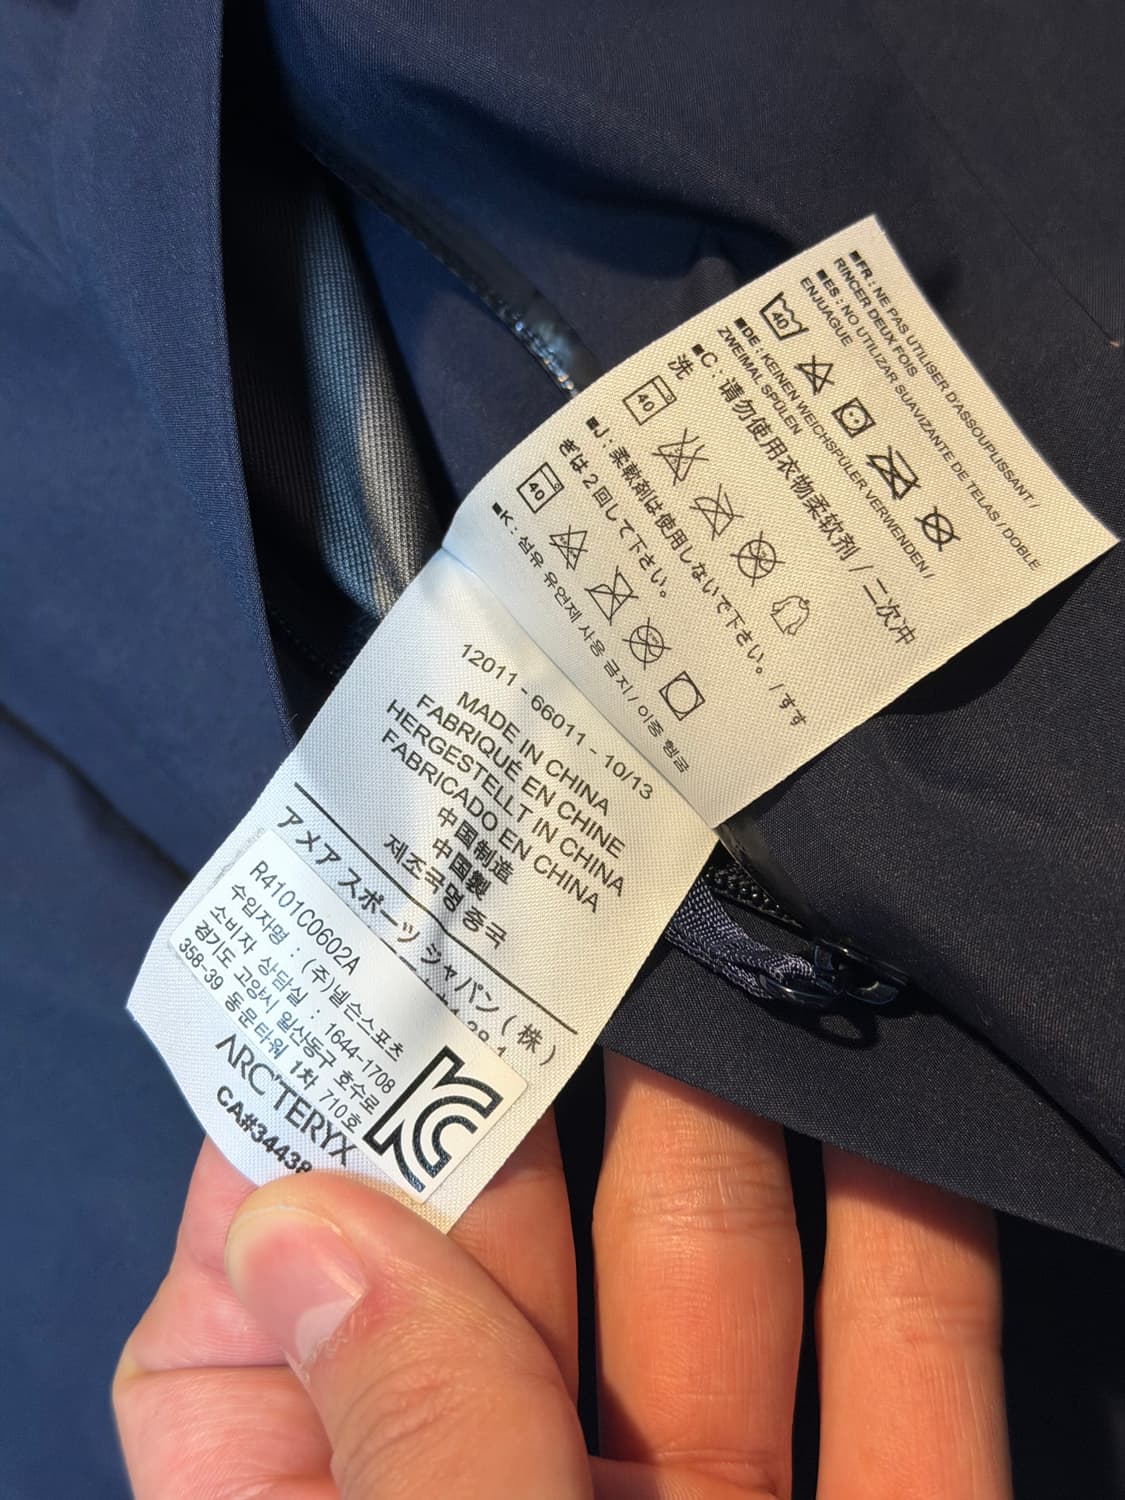 ■FR : NE PAS UTILISER D'ASSOUPLISSANT /
RINCER DEUX FOIS
■ES : NO UTILIZAR SUAVIZANTE DE TELAS / DOBLE
ENJUAGUE
40
■DE : KEINEN WEICHSPÜLER VERWENDEN /
ZWEIMAL SPÜLEN
■C : 请勿使用衣物柔软剂 / 二次冲
洗
40
■J : 柔軟剤は使用しないで下さい。/ すす
ぎは2回して下さい。
40
■K : 섬유 유연제 사용 금지 / 이중 헹굼
12011 - 66011 - 10/13
MADE IN CHINA
FABRIQUÉ EN CHINE
HERGESTELLT IN CHINA
FABRICADO EN CHINA
中国制造
中国製
제조국명 중국
アメア スポーツ ジャパン (株)
R4101C0602A
수입자명 : (주)넬슨스포츠
소비자 상담실 : 1644-1708
경기도 고양시 일산동구 호수로
358-39 동문타워 1차 710호
KC
ARC'TERYX
CA#34438